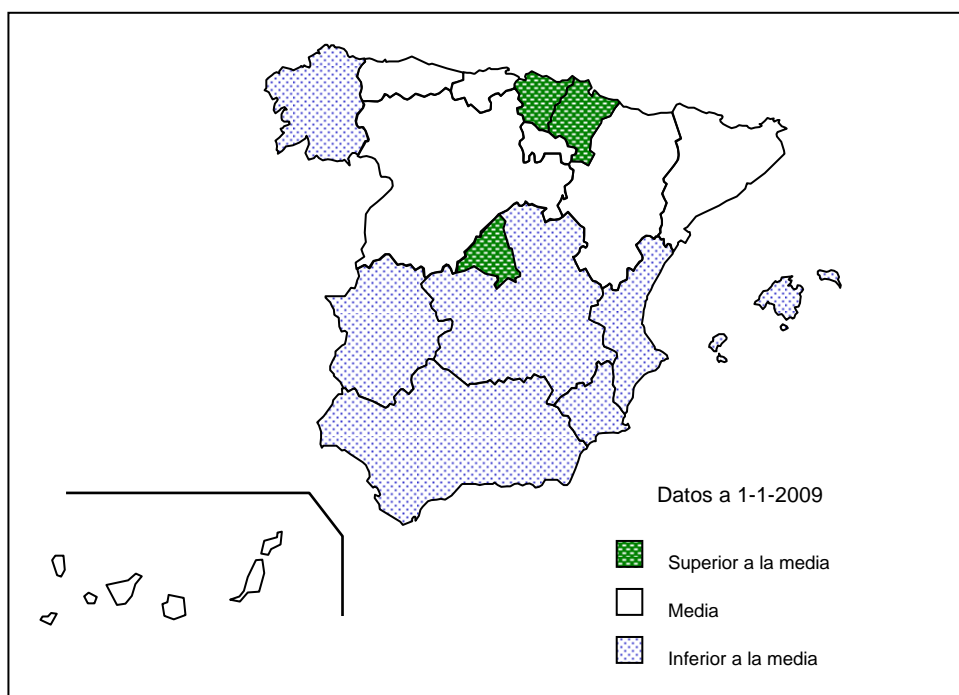 Datos a 1-1-2009
Superior a la media
Media
Inferior a la media